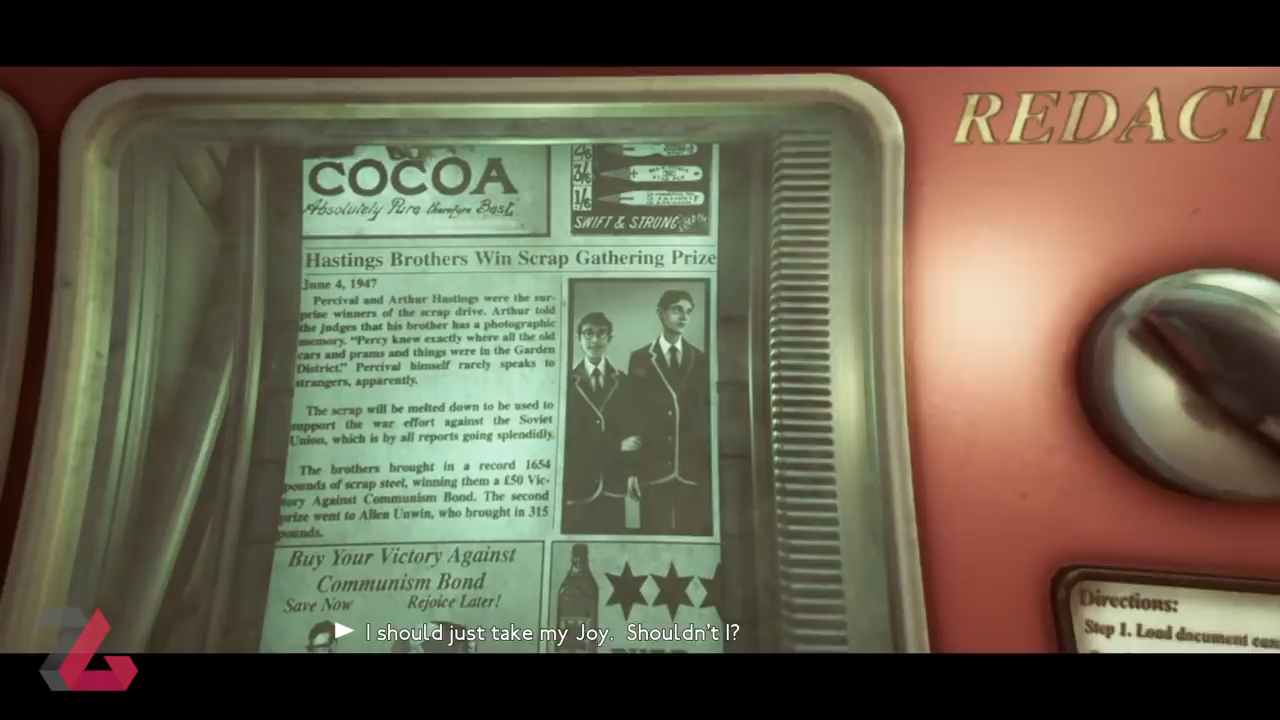 REDACT
COCOA
Absolutely Pure therefore Best.
3/6
1/6
SWIFT & STRONG
Hastings Brothers Win Scrap Gathering Prize
June 4, 1947
Percival and Arthur Hastings were the sur-
prise winners of the scrap drive. Arthur told
the judges that his brother has a photographic
memory. “Percy knew exactly where all the old
cars and prams and things were in the Garden
District.” Percival himself rarely speaks to
strangers, apparently.
The scrap will be melted down to be used to
support the war effort against the Soviet
Union, which is by all reports going splendidly.
The brothers brought in a record 1654
pounds of scrap steel, winning them a £50 Vic-
tory Against Communism Bond. The second
prize went to Allen Unwin, who brought in 315
pounds.
Buy Your Victory Against
Communism Bond
Save Now Rejoice Later!
I should just take my Joy. Shouldn't I?
Directions:
Step 1. Load document